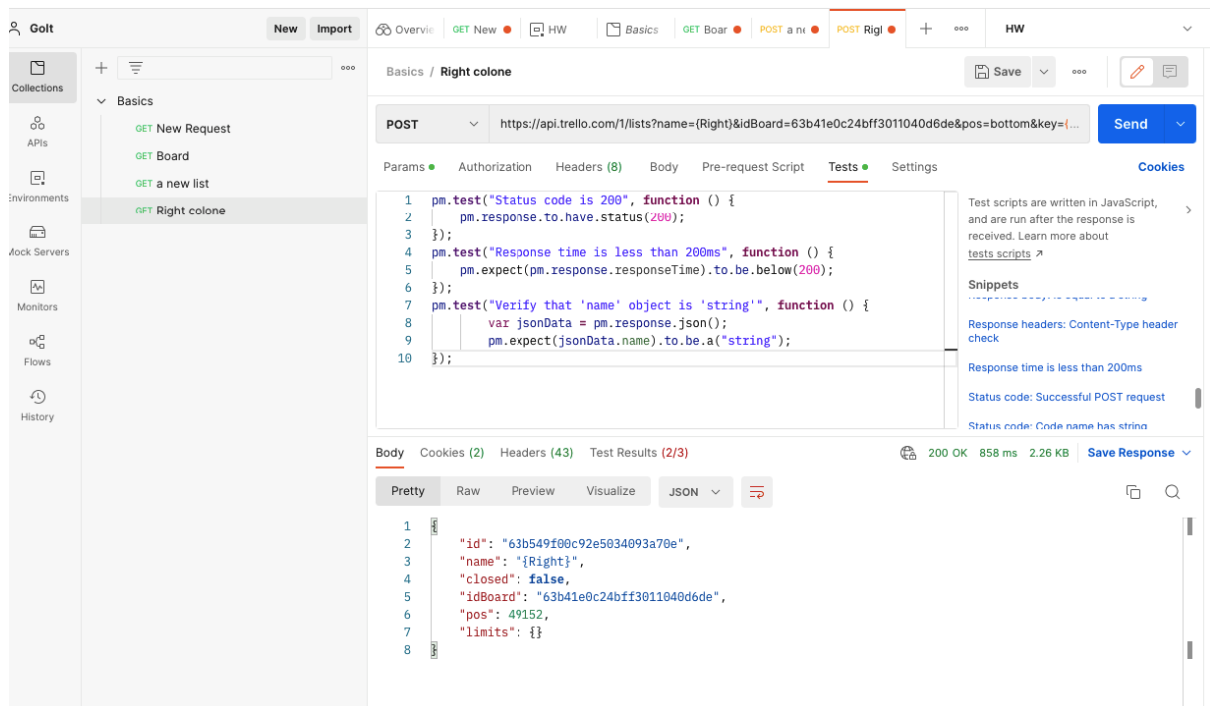 GoIt
New
Import
Overvie
GET New
HW
Basics
GET Boar
POST a ne
POST Rigl
HW
Collections
APIs
Environments
Mock Servers
Monitors
Flows
History
Basics
GET New Request
GET Board
GET a new list
GET Right colone
Basics / Right colone
Save
POST
https://api.trello.com/1/lists?name={Right}&idBoard=63b41e0c24bff3011040d6de&pos=bottom&key={...
Send
Params
Authorization
Headers (8)
Body
Pre-request Script
Tests
Settings
Cookies
1 pm.test("Status code is 200", function () {
2 pm.response.to.have.status(200);
3 });
4 pm.test("Response time is less than 200ms", function () {
5 pm.expect(pm.response.responseTime).to.be.below(200);
6 });
7 pm.test("Verify that 'name' object is 'string'", function () {
8 var jsonData = pm.response.json();
9 pm.expect(jsonData.name).to.be.a("string");
10 });
Test scripts are written in JavaScript,
and are run after the response is
received. Learn more about
tests scripts ↗
Snippets
Response headers: Content-Type header
check
Response time is less than 200ms
Status code: Successful POST request
Status code: Code name has string
Body
Cookies (2)
Headers (43)
Test Results (2/3)
200 OK
858 ms
2.26 KB
Save Response
Pretty
Raw
Preview
Visualize
JSON
1 {
2 "id": "63b549f00c92e5034093a70e",
3 "name": "{Right}",
4 "closed": false,
5 "idBoard": "63b41e0c24bff3011040d6de",
6 "pos": 49152,
7 "limits": {}
8 }